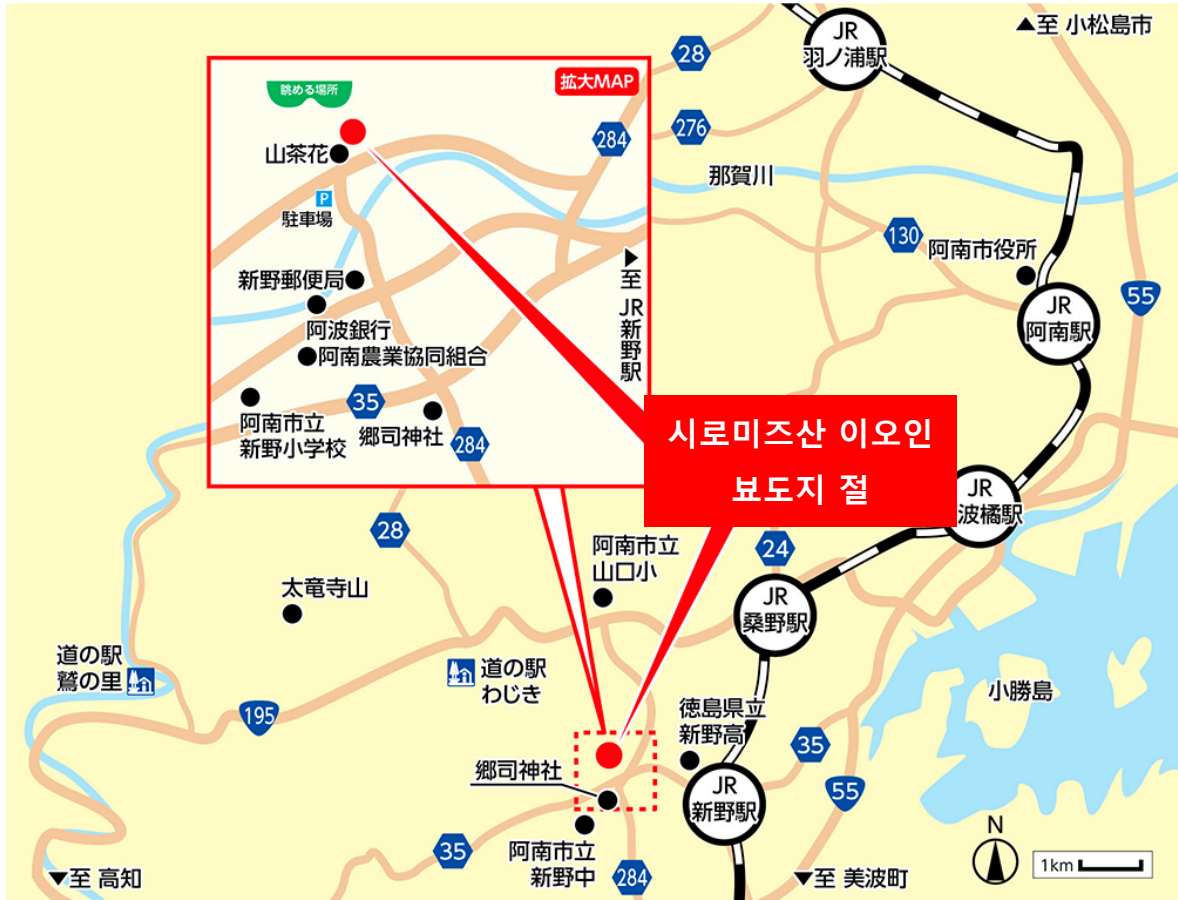 ▲至 小松島市
JR
羽ノ浦駅
28
拡大MAP
眺める場所
284
276
山茶花
那賀川
P
駐車場
130
阿南市役所
新野郵便局
▲至 JR新野駅
55
JR
阿南駅
阿波銀行
阿南農業協同組合
35
阿南市立
新野小学校
郷司神社
284
시로미즈산 이오인
뵤도지 절
JR
波橘駅
28
阿南市立
山口小
24
太竜寺山
JR
桑野駅
道の駅
鷲の里
道の駅
わじき
小勝島
195
徳島県立
新野高
35
郷司神社
JR
新野駅
55
35
阿南市立
新野中
284
N
1km
▼至 高知
▼至 美波町